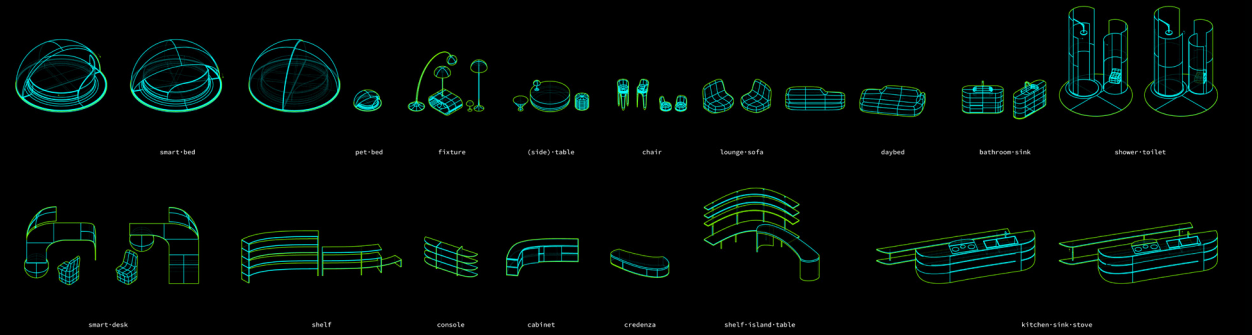 smart·bed
pet·bed
fixture
(side)·table
chair
lounge·sofa
daybed
bathroom·sink
shower·toilet
smart·desk
shelf
console
cabinet
credenza
shelf·island·table
kitchen·sink·stove